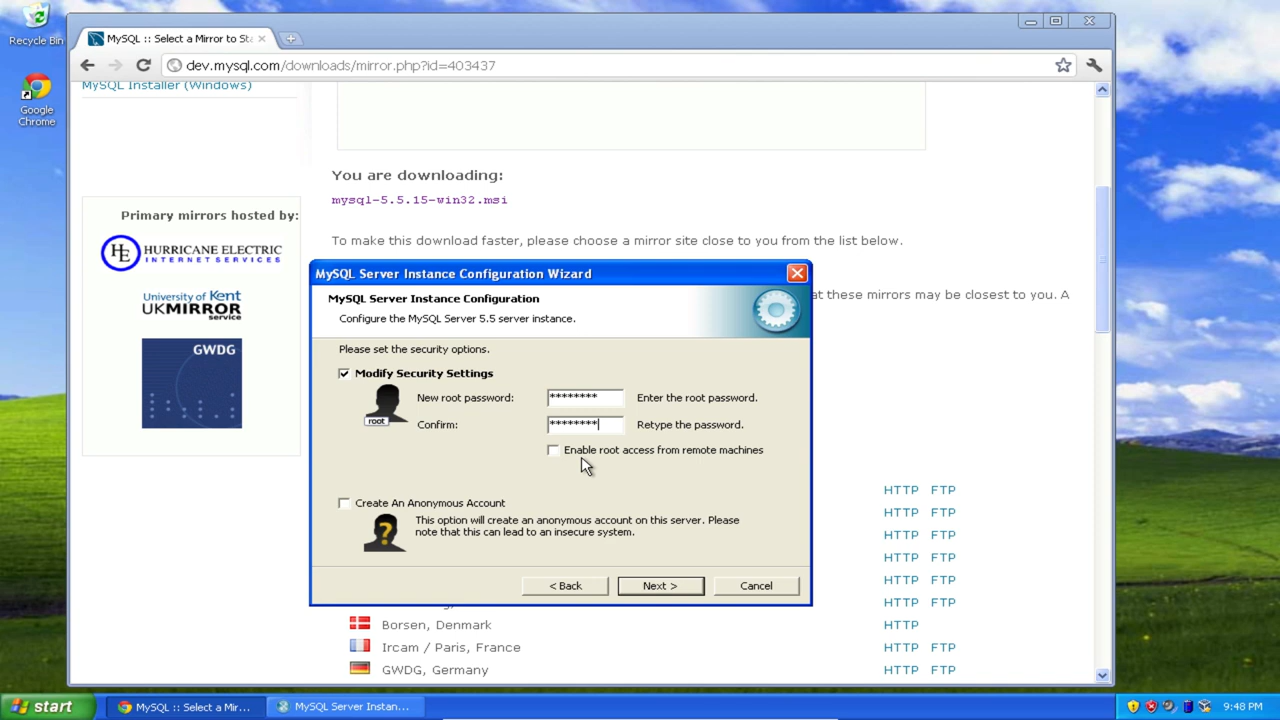 Recycle Bin
Google
Chrome
MySQL :: Select a Mirror to Sta
dev.mysql.com/downloads/mirror.php?id=403437
MySQL Installer (Windows)
Primary mirrors hosted by:
HE
HURRICANE ELECTRIC
INTERNET SERVICES
University of Kent
UKMIRROR
service
GWDG
You are downloading:
mysql-5.5.15-win32.msi
To make this download faster, please choose a mirror site close to you from the list below.
at these mirrors may be closest to you. A
MySQL Server Instance Configuration Wizard
MySQL Server Instance Configuration
Configure the MySQL Server 5.5 server instance.
Please set the security options.
Modify Security Settings
root
New root password:
********
Enter the root password.
Confirm:
********
Retype the password.
Enable root access from remote machines
Create An Anonymous Account
?
This option will create an anonymous account on this server. Please
note that this can lead to an insecure system.
< Back
Next >
Cancel
HTTP FTP
HTTP FTP
HTTP FTP
HTTP FTP
HTTP FTP
HTTP FTP
Borsen, Denmark
HTTP
Ircam / Paris, France
HTTP FTP
GWDG, Germany
HTTP FTP
start
MySQL :: Select a Mir...
MySQL Server Instan...
9:48 PM